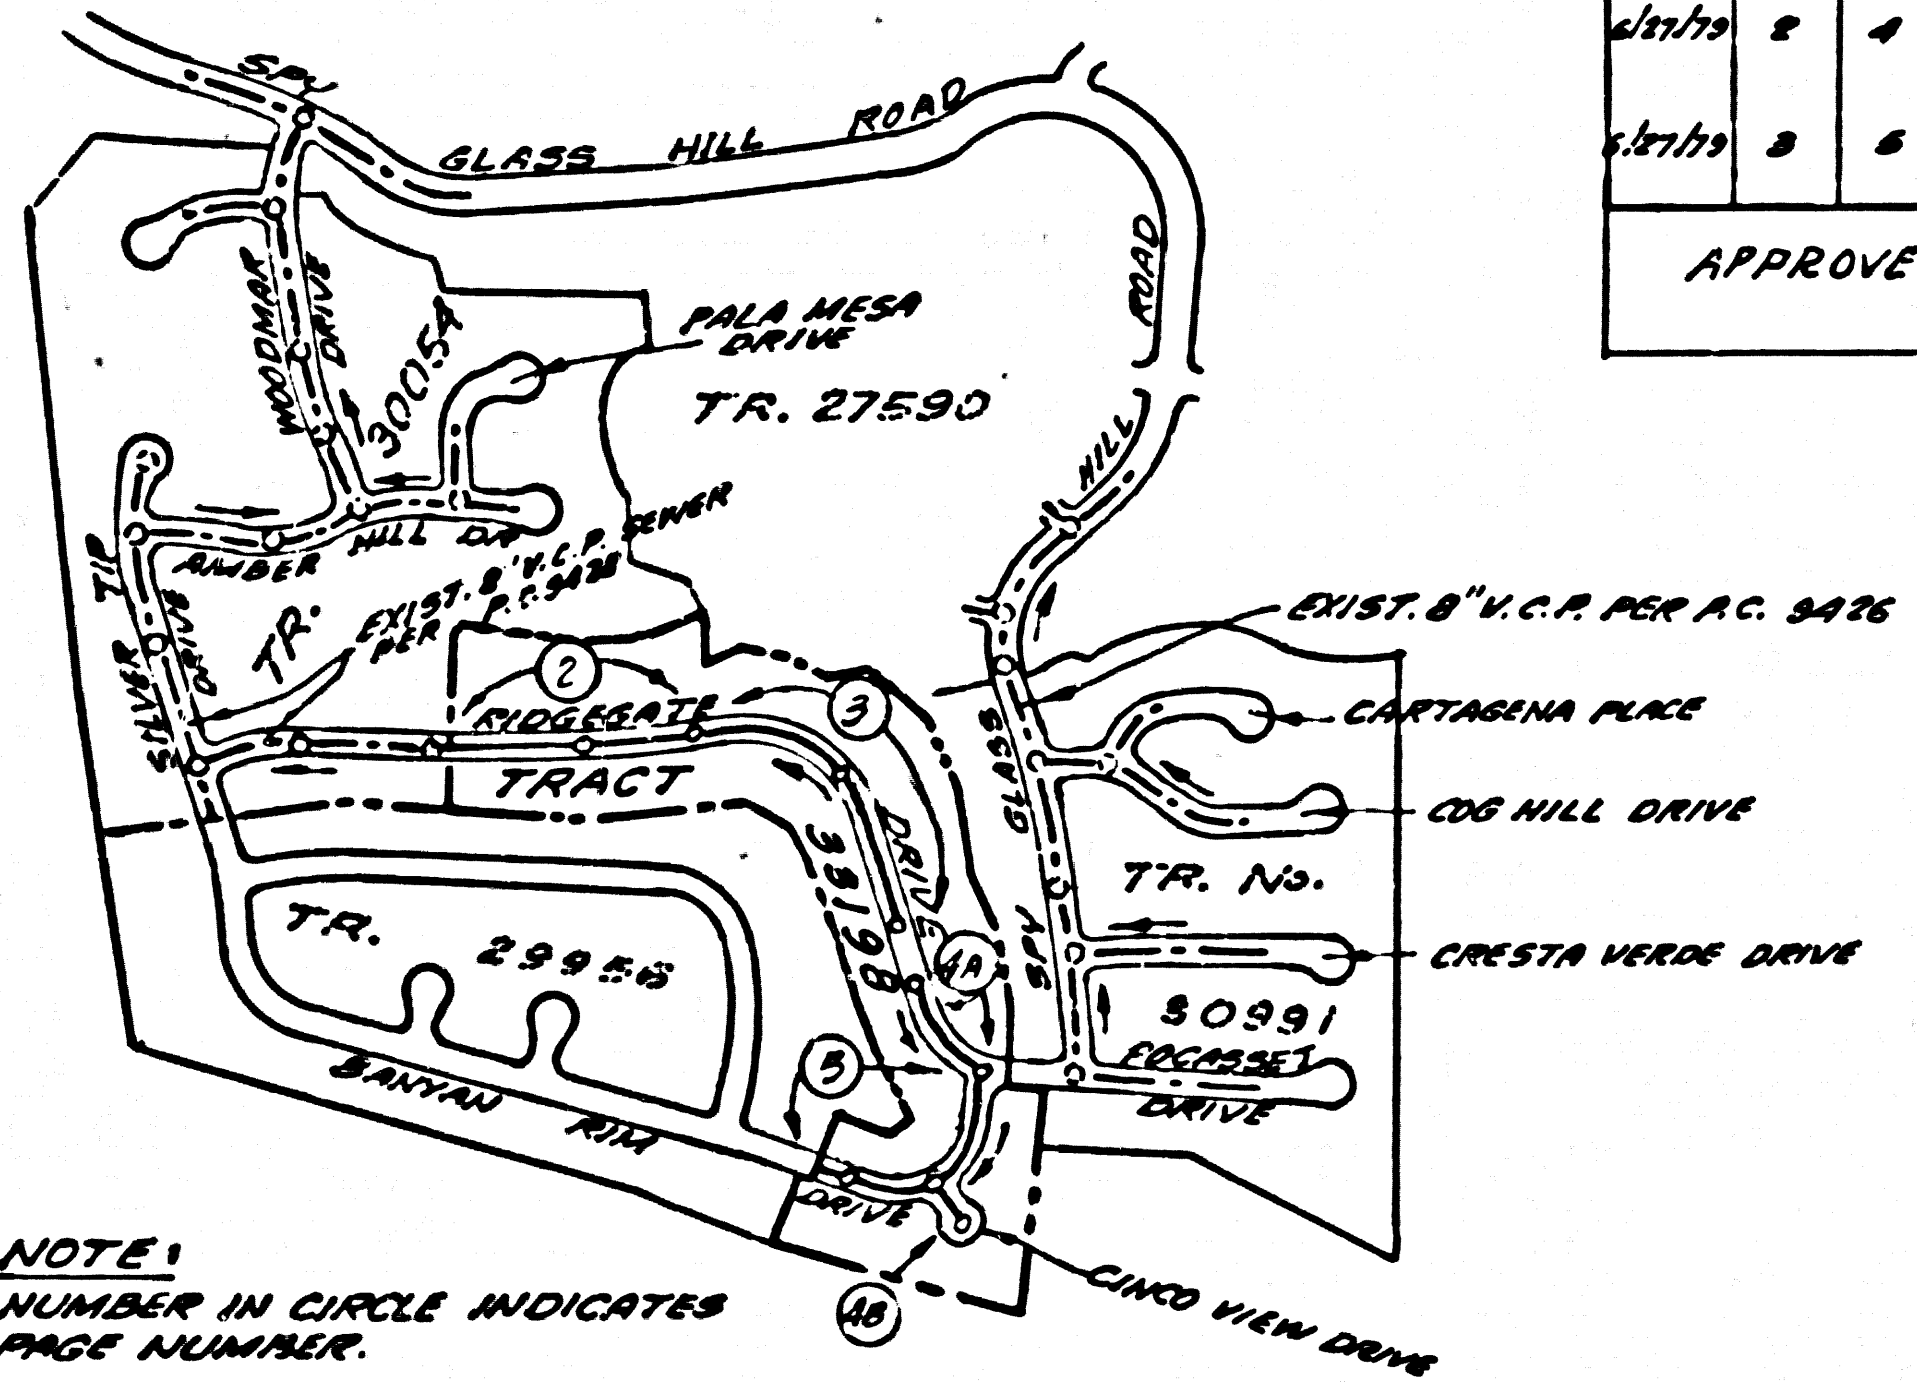 6/27/79 2 4
6/27/79 3 5
APPROVE
SPY
GLASS HILL ROAD
ROAD
HILL
GLASS
SPY
WOODMAR
DRIVE
30054
PALA MESA
DRIVE
TR. 27590
AMBER HILL DR
TIP
SILVER
DRIVE
TR.
EXIST. 8" V.C.P. SEWER
PER P.C.
EXIST. 8" V.C.P. PER P.C. 9426
CARTAGENA PLACE
COG HILL DRIVE
TR. No.
CRESTA VERDE DRIVE
30991
DRIVE
2
3
RIDGEGATE
DRIVE
TRACT
33198
4A
TR. 29956
5
BANYAN
RIM
DRIVE
4B
CINCO VIEW DRIVE
NOTE:
NUMBER IN CIRCLE INDICATES
PAGE NUMBER.